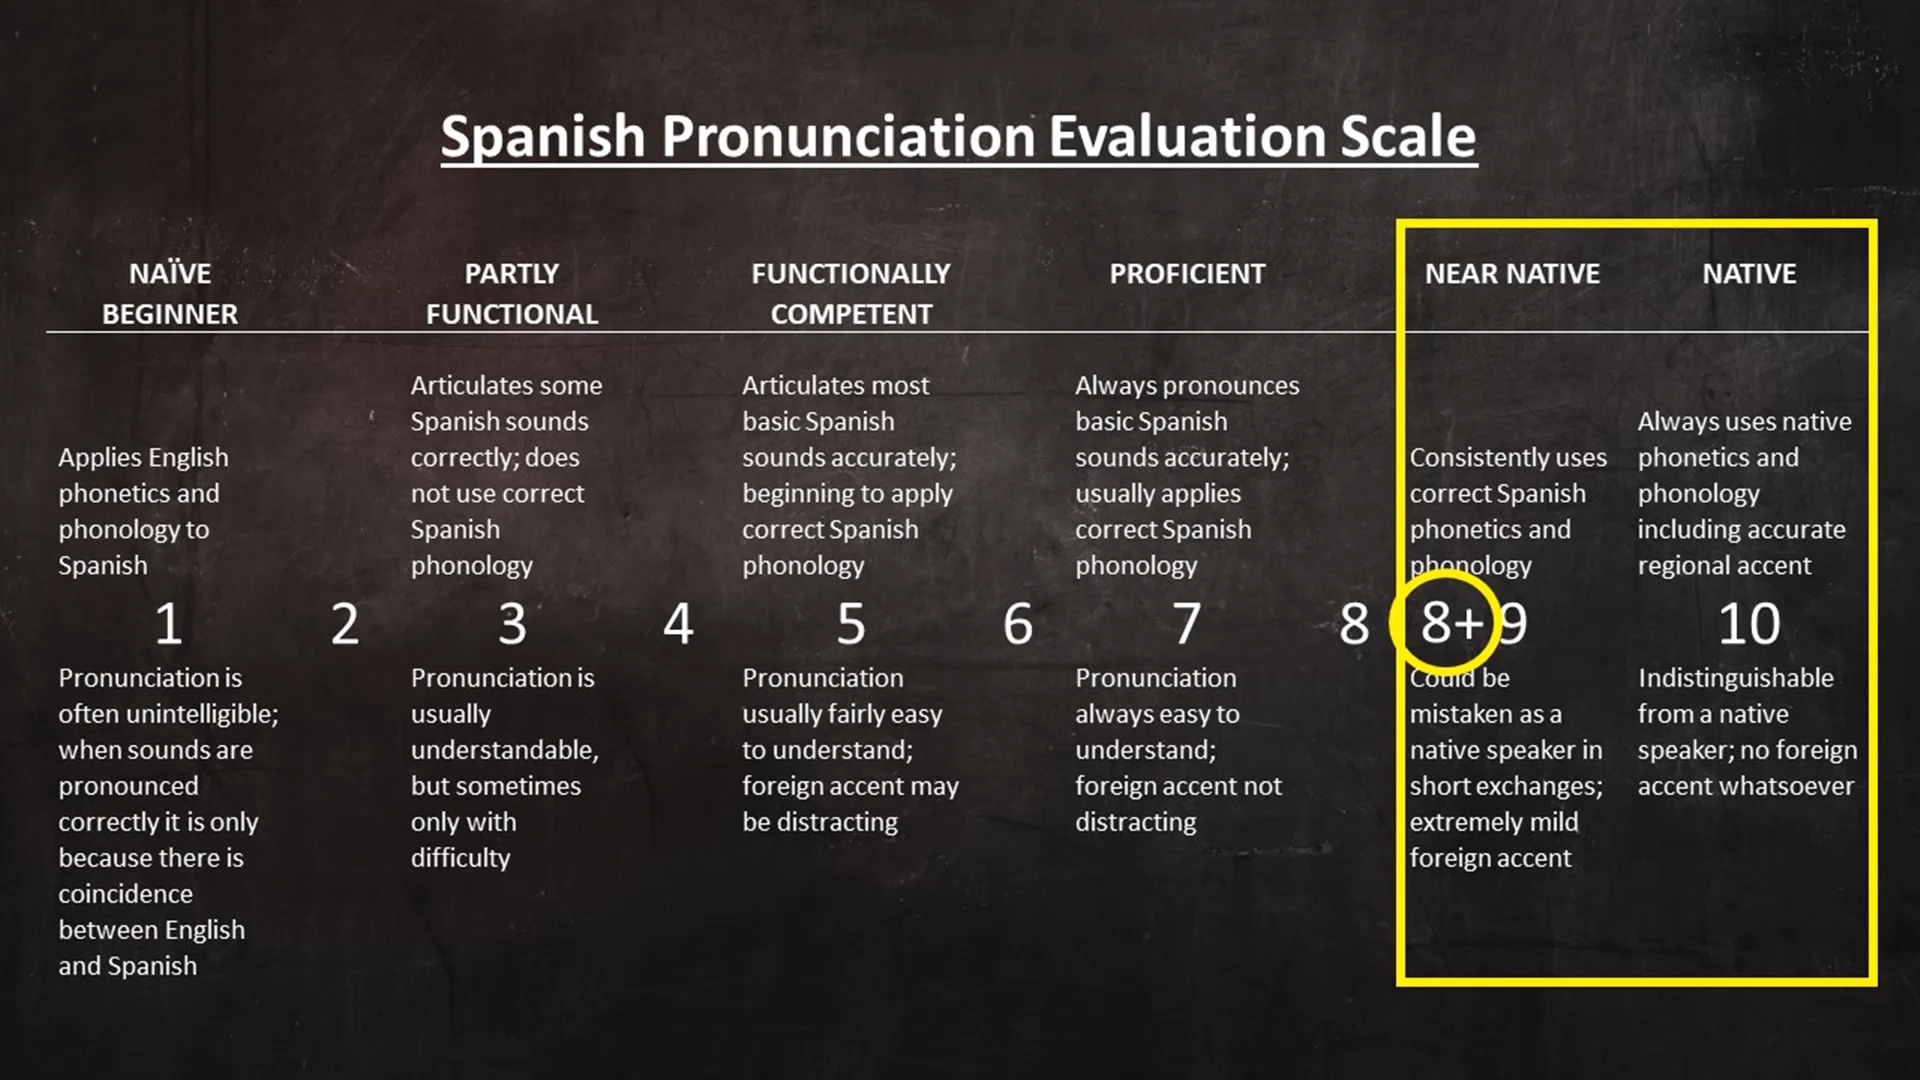 Spanish Pronunciation Evaluation Scale
NAÏVE
BEGINNER
PARTLY
FUNCTIONAL
FUNCTIONALLY
COMPETENT
PROFICIENT
NEAR NATIVE
NATIVE
Applies English
phonetics and
phonology to
Spanish
Articulates some
Spanish sounds
correctly; does
not use correct
Spanish
phonology
Articulates most
basic Spanish
sounds accurately;
beginning to apply
correct Spanish
phonology
Always pronounces
basic Spanish
sounds accurately;
usually applies
correct Spanish
phonology
Consistently uses
correct Spanish
phonetics and
phonology
Always uses native
phonetics and
phonology
including accurate
regional accent
1 2 3 4 5 6 7 8 8+ 9 10
Pronunciation is
often unintelligible;
when sounds are
pronounced
correctly it is only
because there is
coincidence
between English
and Spanish
Pronunciation is
usually
understandable,
but sometimes
only with
difficulty
Pronunciation
usually fairly easy
to understand;
foreign accent may
be distracting
Pronunciation
always easy to
understand;
foreign accent not
distracting
Could be
mistaken as a
native speaker in
short exchanges;
extremely mild
foreign accent
Indistinguishable
from a native
speaker; no foreign
accent whatsoever